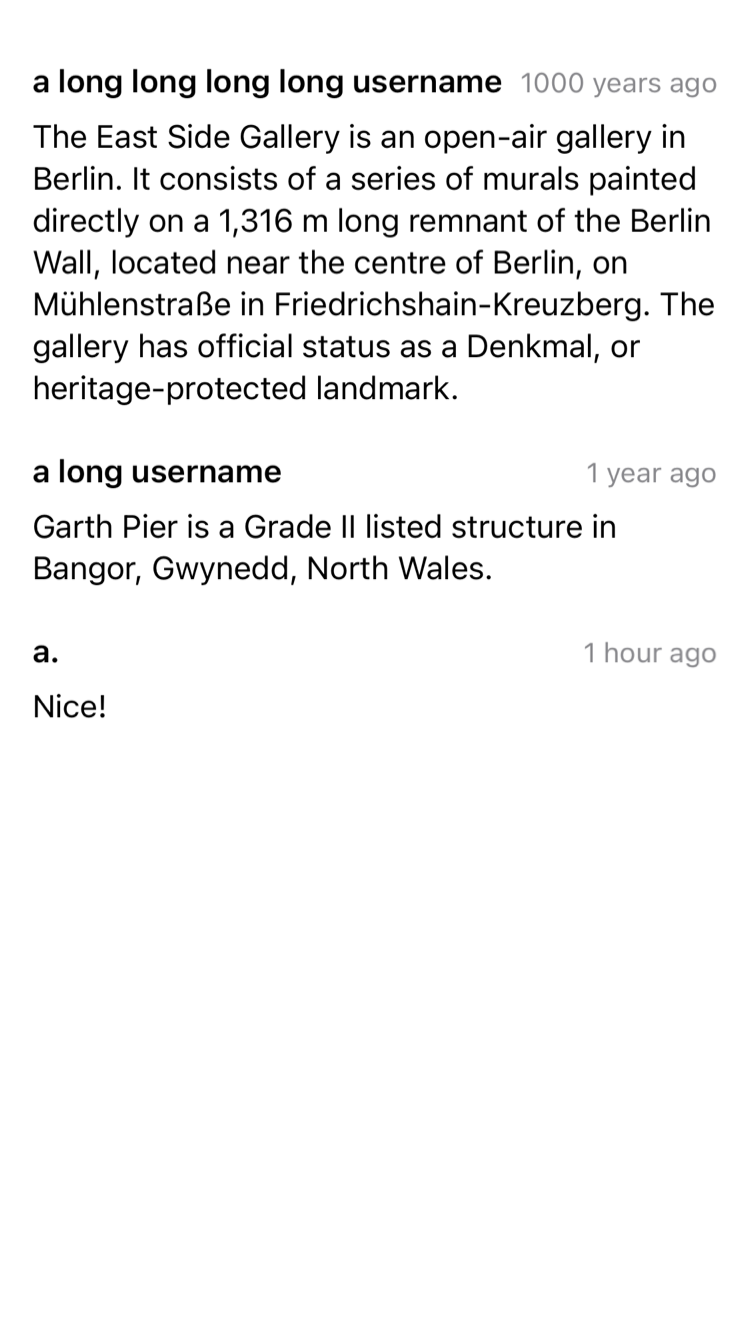 a long long long long username 1000 years ago
The East Side Gallery is an open-air gallery in
Berlin. It consists of a series of murals painted
directly on a 1,316 m long remnant of the Berlin
Wall, located near the centre of Berlin, on
Mühlenstraße in Friedrichshain-Kreuzberg. The
gallery has official status as a Denkmal, or
heritage-protected landmark.
a long username 1 year ago
Garth Pier is a Grade II listed structure in
Bangor, Gwynedd, North Wales.
a. 1 hour ago
Nice!